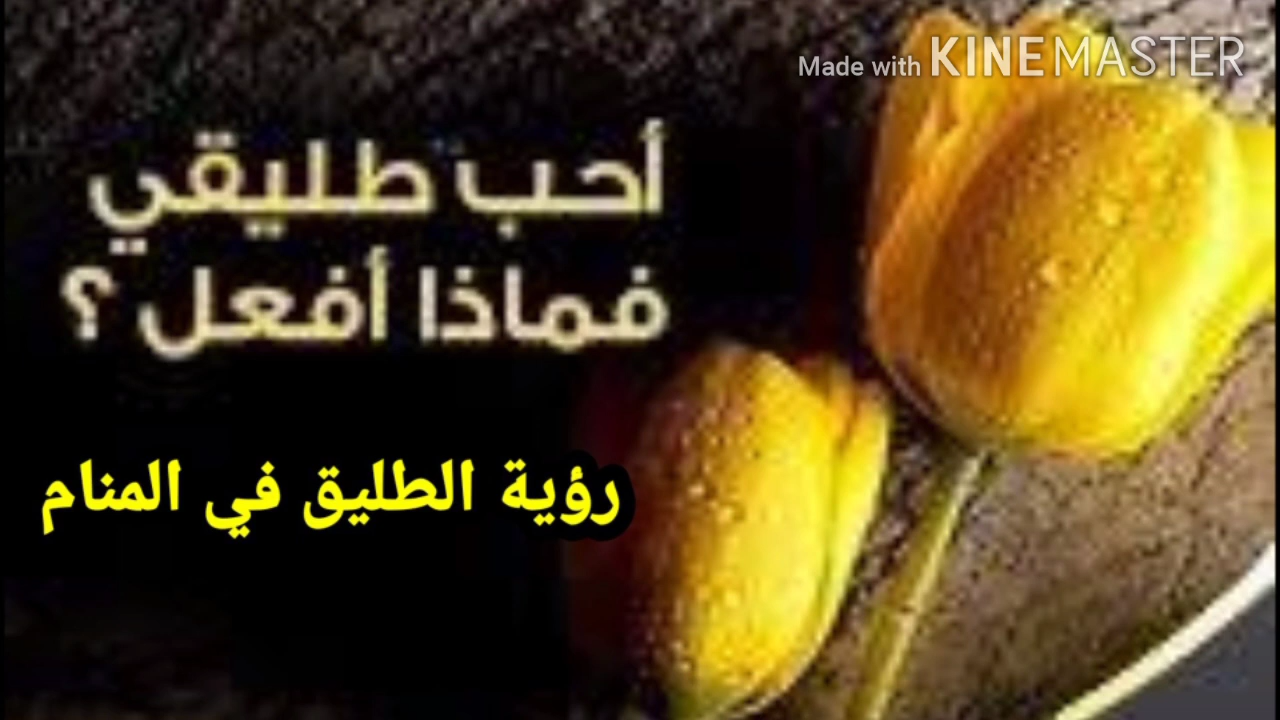 Made with KINEMASTER
أحب طليقي
فماذا أفعل ؟
رؤية الطليق في المنام